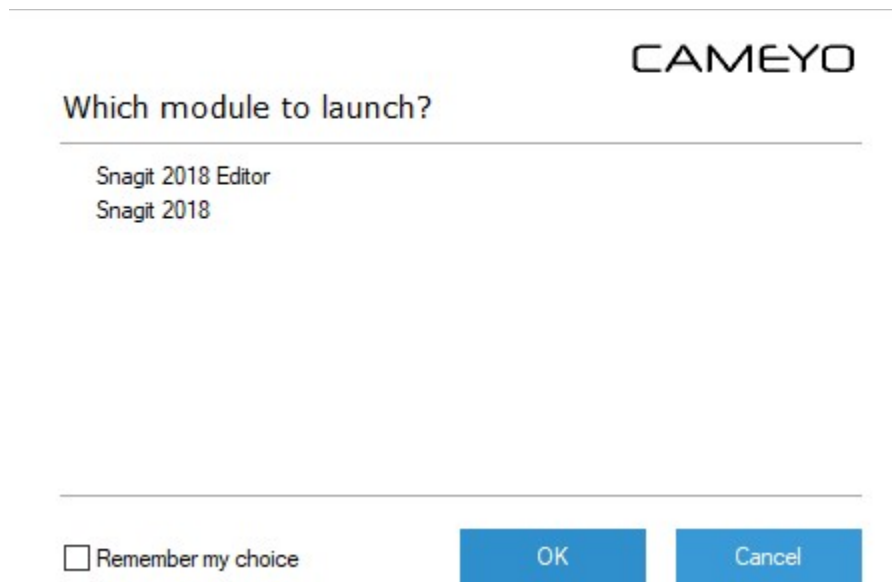 CAMEYO
Which module to launch?
Snagit 2018 Editor
Snagit 2018
Remember my choice
OK
Cancel